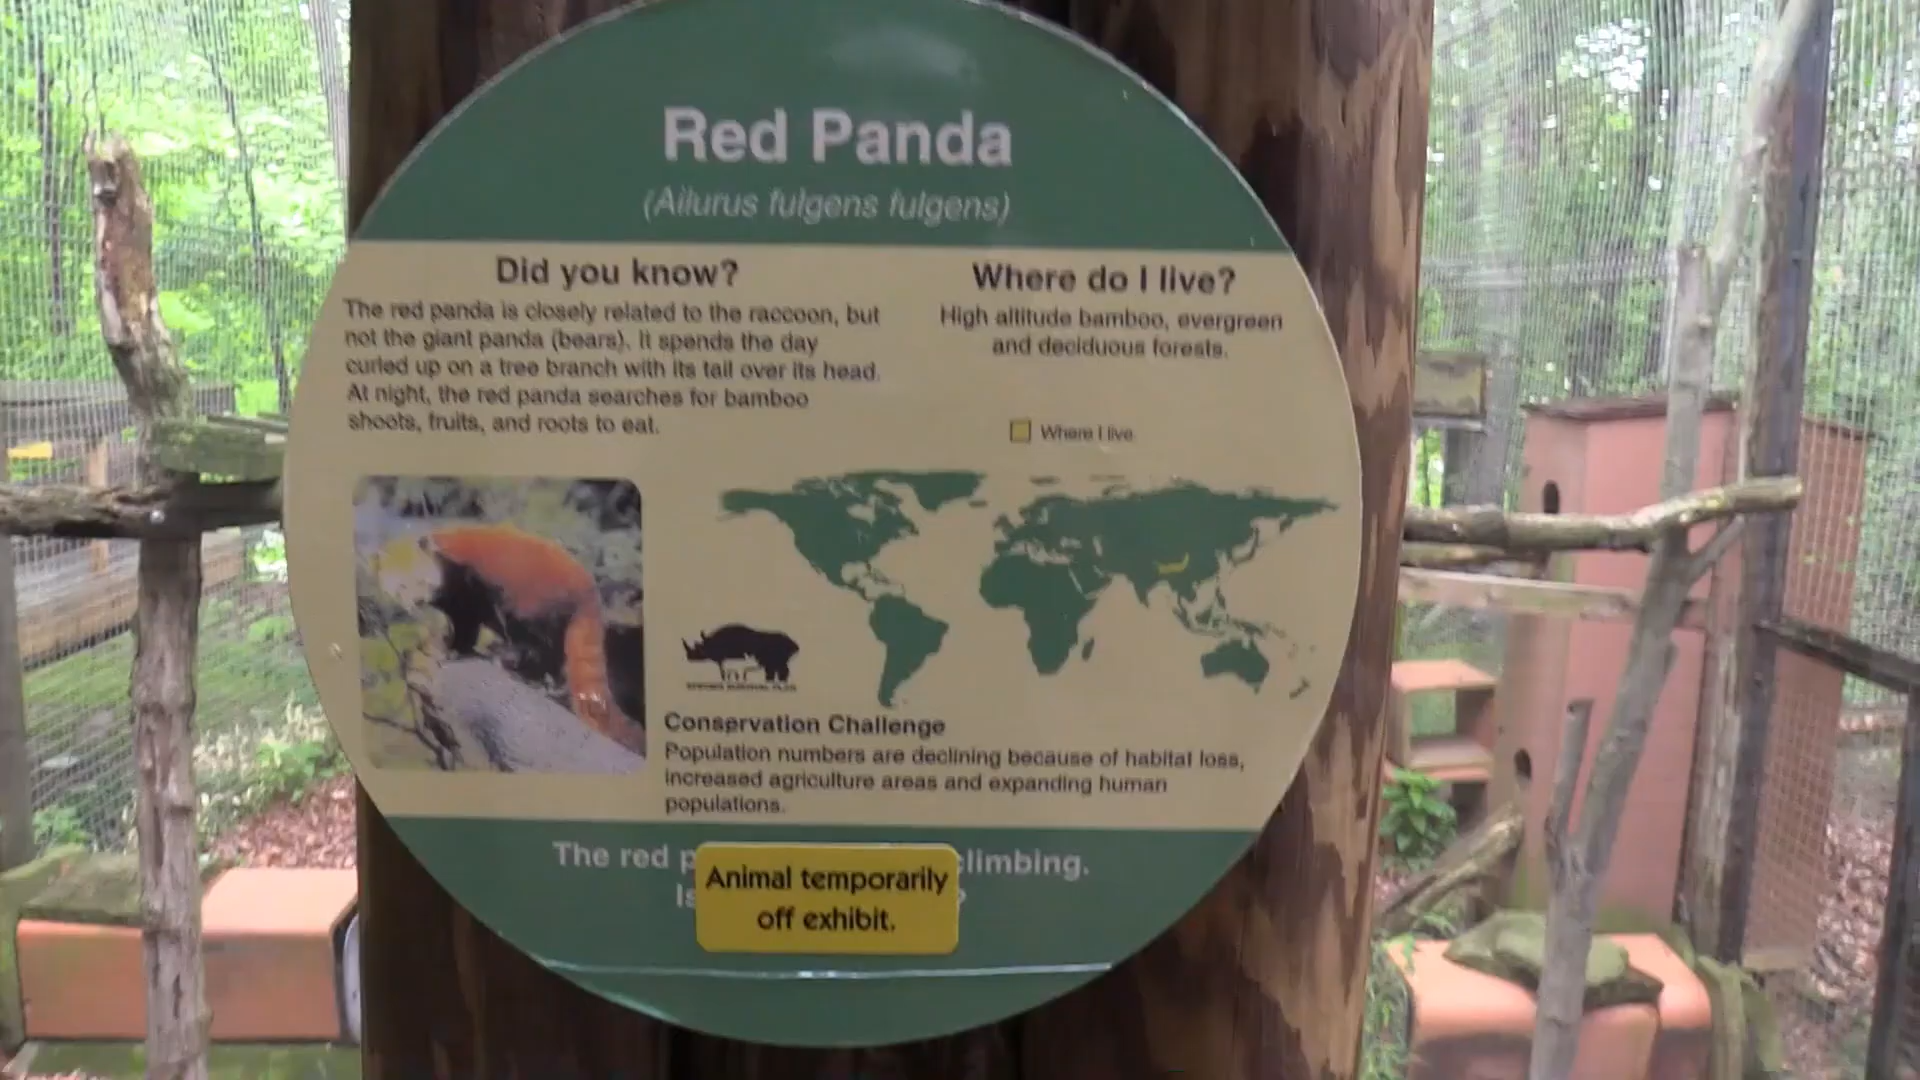 Red Panda
(Ailurus fulgens fulgens)
Did you know?
The red panda is closely related to the raccoon, but
not the giant panda (bears). It spends the day
curled up on a tree branch with its tail over its head.
At night, the red panda searches for bamboo
shoots, fruits, and roots to eat.
Where do I live?
High altitude bamboo, evergreen
and deciduous forests.
Where I live
SPECIES SURVIVAL PLAN
Conservation Challenge
Population numbers are declining because of habitat loss,
increased agriculture areas and expanding human
populations.
The red
Animal temporarily
off exhibit.